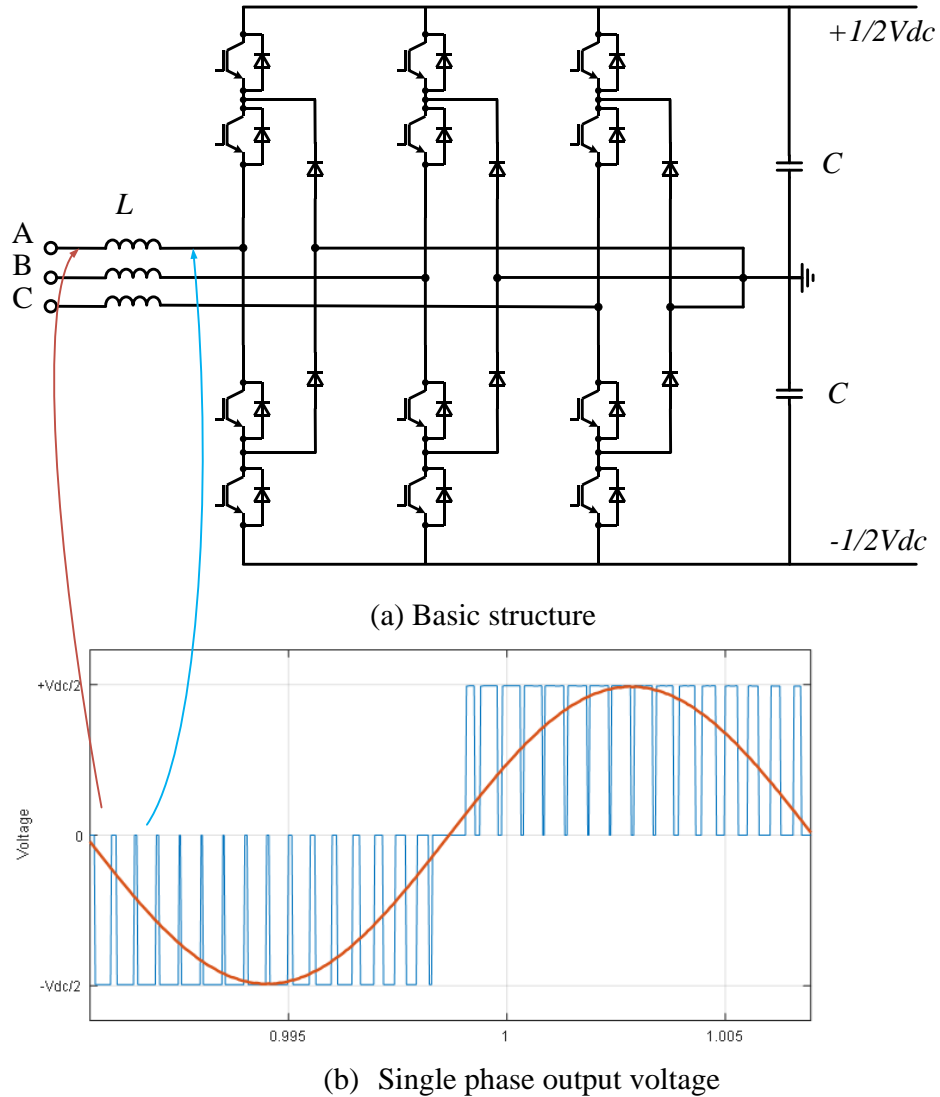 +1/2Vdc
C
L
A
B
C
C
-1/2Vdc
(a) Basic structure
+Vdc/2
Voltage
0
-Vdc/2
0.995
1
1.005
(b) Single phase output voltage